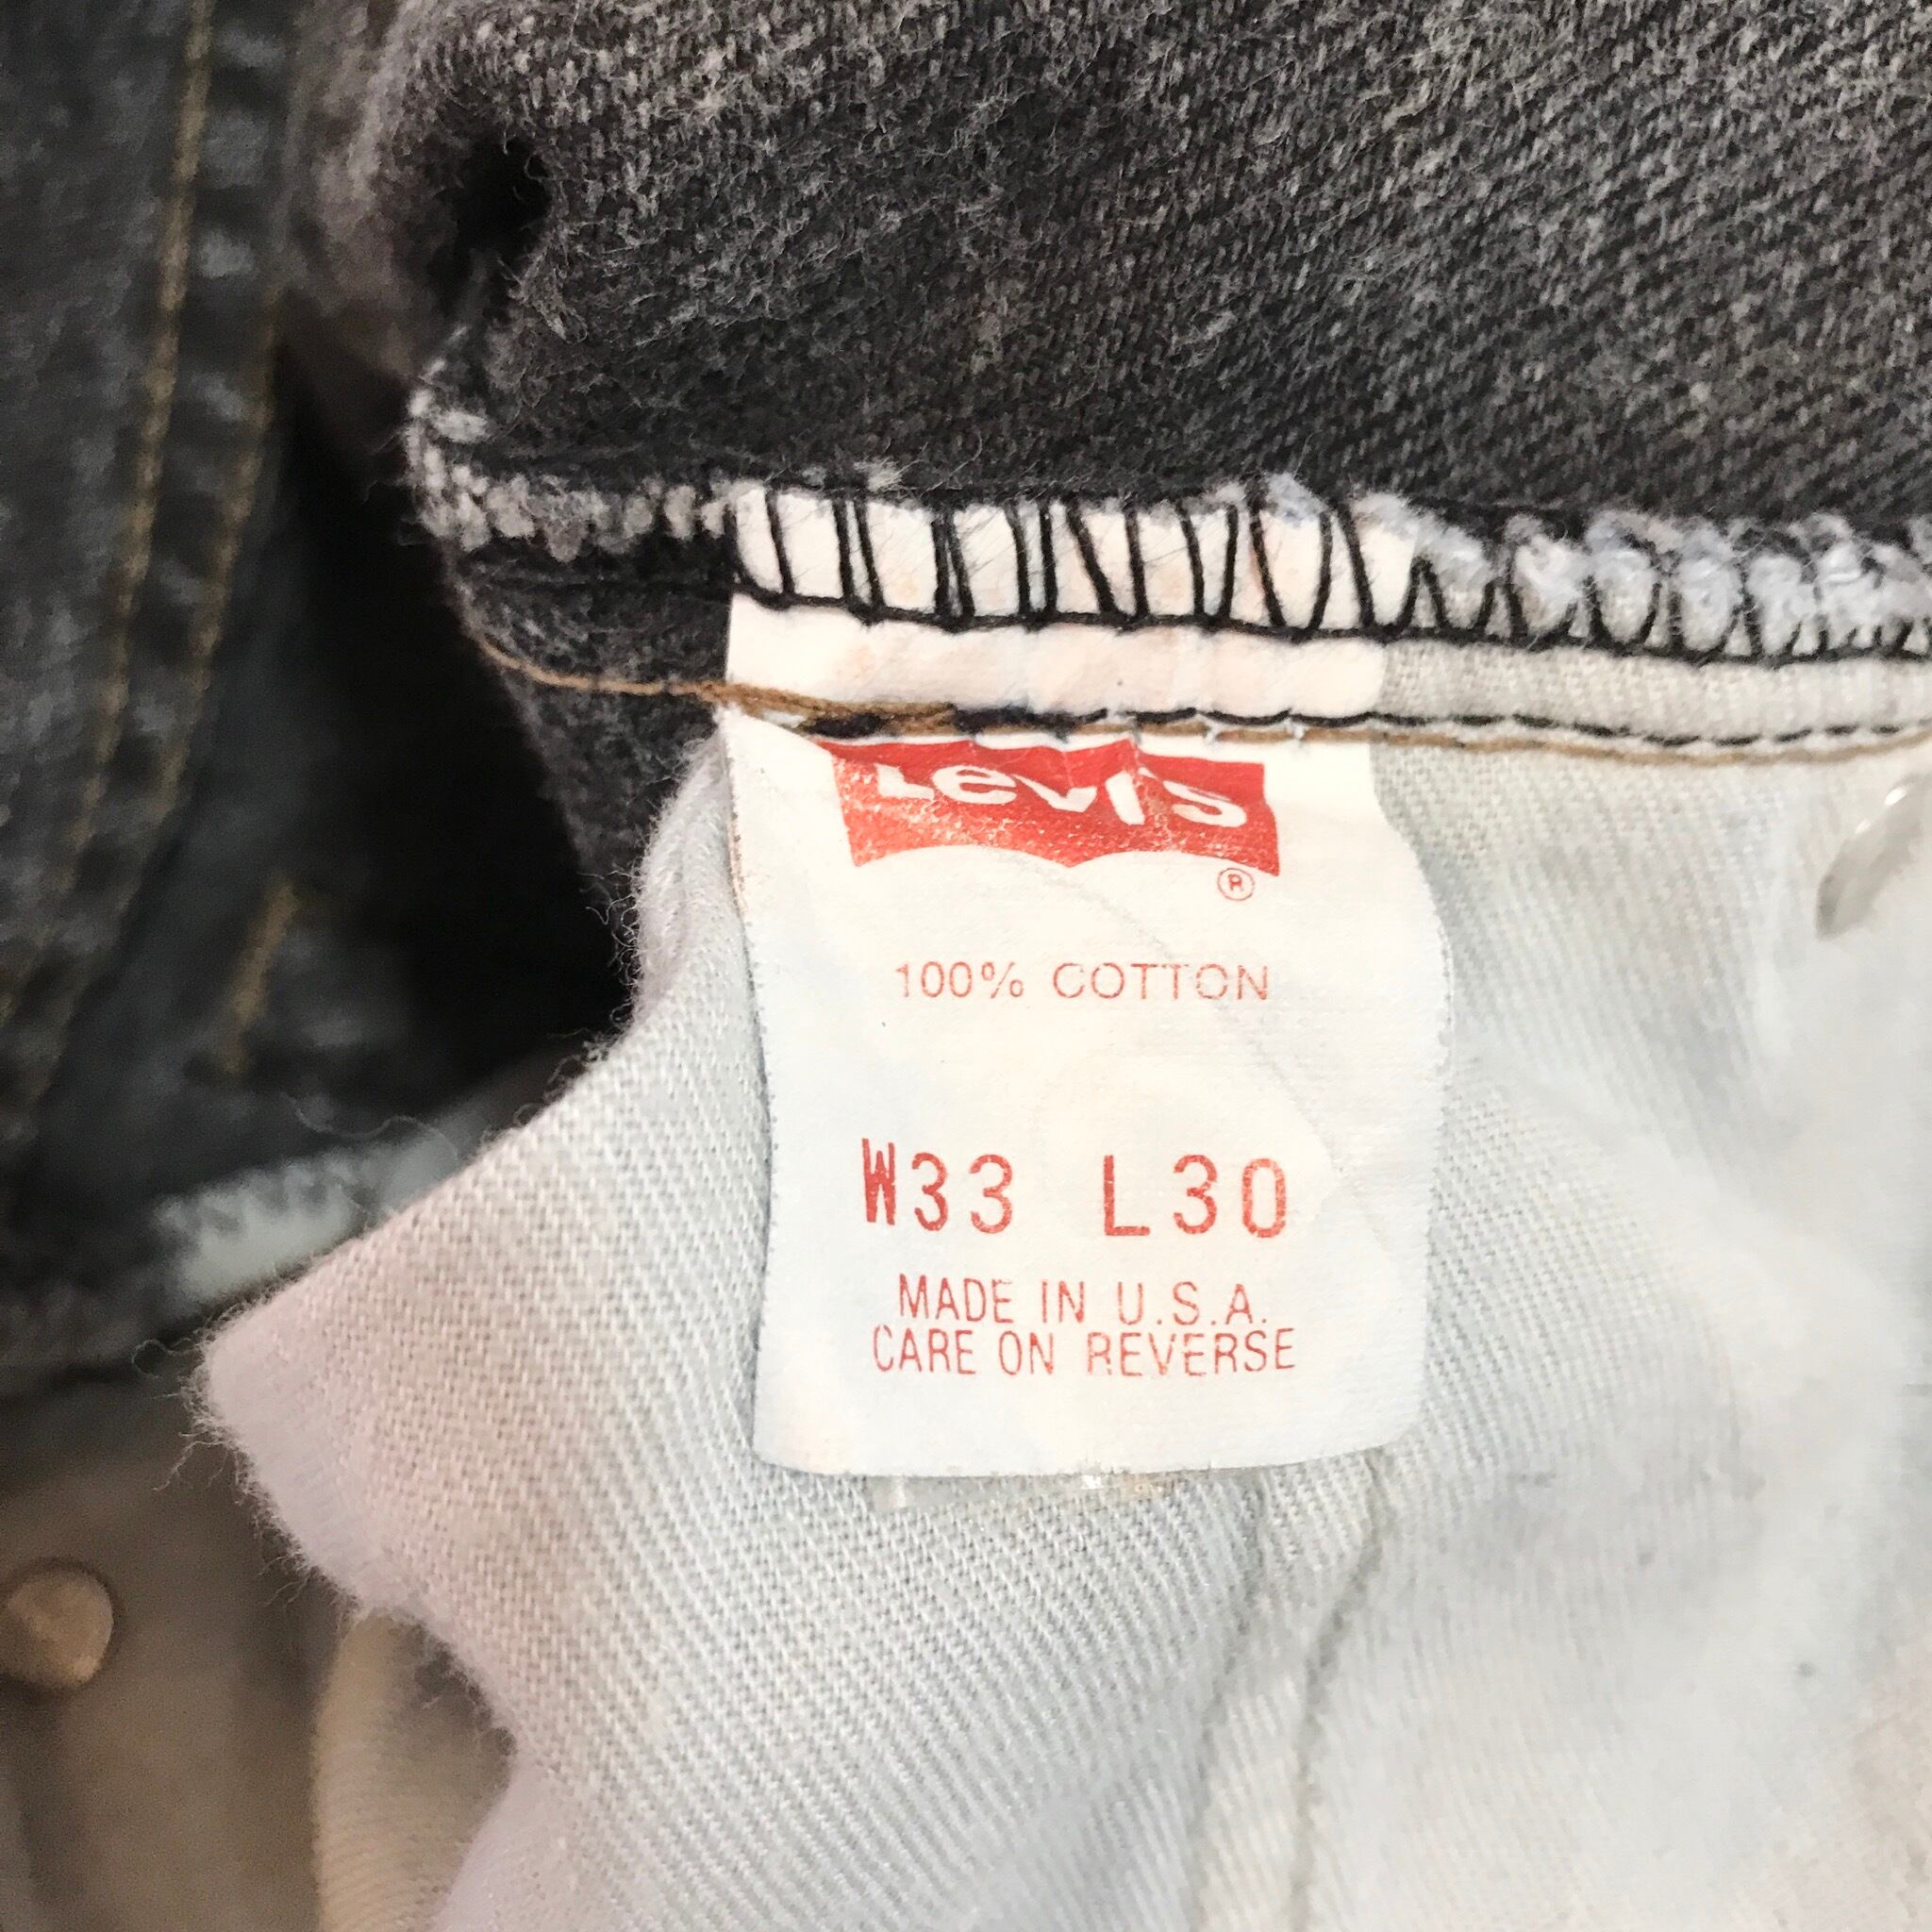 Levi's
®
100% COTTON
W33 L30
MADE IN U.S.A.
CARE ON REVERSE